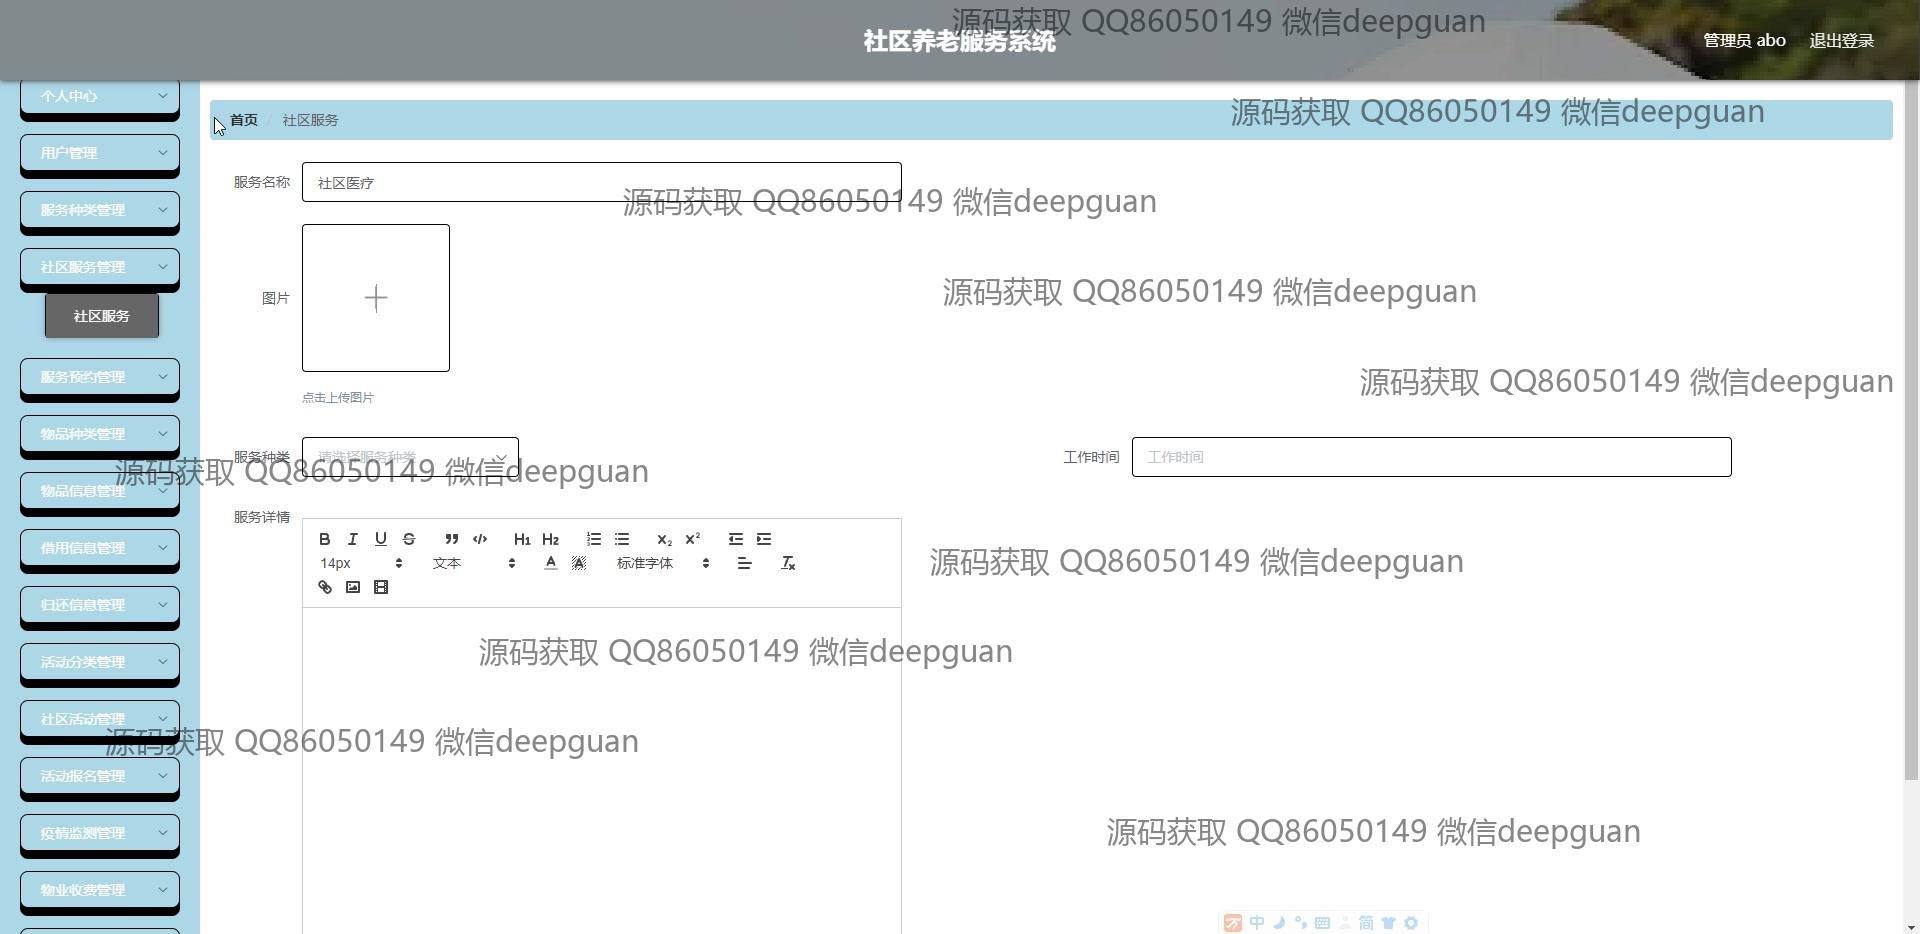 源码获取 QQ86050149 微信deepguan
社区养老服务系统
管理员 abo
退出登录
个人中心
首页 / 社区服务
源码获取 QQ86050149 微信deepguan
用户管理
服务名称
社区医疗
源码获取 QQ86050149 微信deepguan
服务种类管理
社区服务管理
图片
源码获取 QQ86050149 微信deepguan
社区服务
服务预约管理
点击上传图片
源码获取 QQ86050149 微信deepguan
物品种类管理
服务种类
请选择服务种类
工作时间
工作时间
源码获取 QQ86050149 微信deepguan
物品信息管理
服务详情
B I U S H1 H2 X₂ X²
14px 文本 A A 标准字体 Tx
借用信息管理
源码获取 QQ86050149 微信deepguan
归还信息管理
活动分类管理
源码获取 QQ86050149 微信deepguan
社区活动管理
源码获取 QQ86050149 微信deepguan
活动报名管理
疫情监测管理
源码获取 QQ86050149 微信deepguan
物业收费管理
中 简